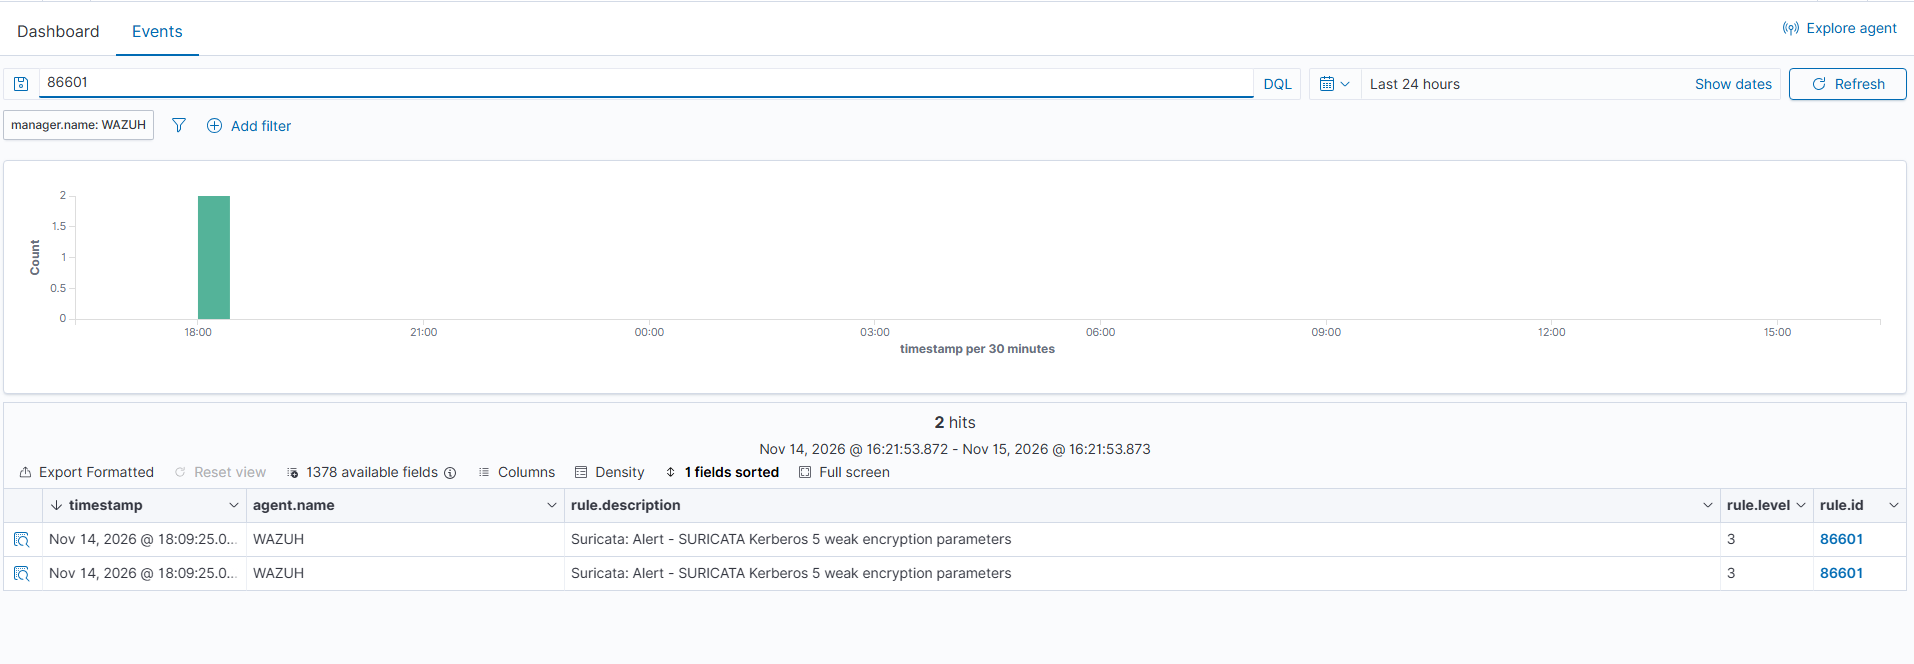 Dashboard Events Explore agent
86601 DQL Last 24 hours Show dates Refresh
manager.name: WAZUH Add filter
2
1.5
1
0.5
0
Count
18:00 21:00 00:00 03:00 06:00 09:00 12:00 15:00
timestamp per 30 minutes
2 hits
Nov 14, 2026 @ 16:21:53.872 - Nov 15, 2026 @ 16:21:53.873
Export Formatted Reset view 1378 available fields Columns Density 1 fields sorted Full screen
timestamp agent.name rule.description rule.level rule.id
Nov 14, 2026 @ 18:09:25.0... WAZUH Suricata: Alert - SURICATA Kerberos 5 weak encryption parameters 3 86601
Nov 14, 2026 @ 18:09:25.0... WAZUH Suricata: Alert - SURICATA Kerberos 5 weak encryption parameters 3 86601